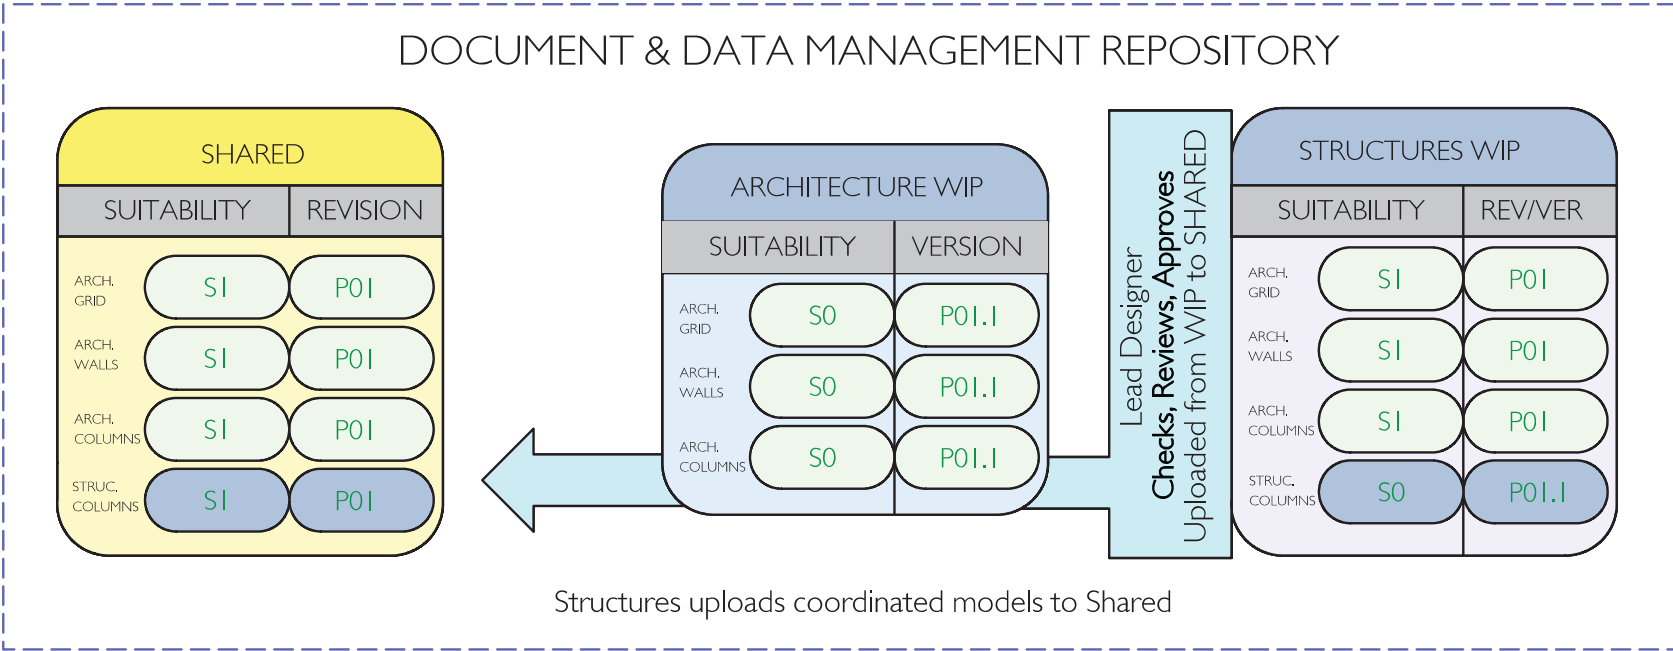 DOCUMENT & DATA MANAGEMENT REPOSITORY
SHARED
SUITABILITY REVISION
ARCH.
GRID
S1 P01
ARCH.
WALLS
S1 P01
ARCH.
COLUMNS
S1 P01
STRUC.
COLUMNS
S1 P01
ARCHITECTURE WIP
SUITABILITY VERSION
ARCH.
GRID
S0 P01.1
ARCH.
WALLS
S0 P01.1
ARCH.
COLUMNS
S0 P01.1
Lead Designer
Checks, Reviews, Approves
Uploaded from WIP to SHARED
STRUCTURES WIP
SUITABILITY REV/VER
ARCH.
GRID
S1 P01
ARCH.
WALLS
S1 P01
ARCH.
COLUMNS
S1 P01
STRUC.
COLUMNS
S0 P01.1
Structures uploads coordinated models to Shared